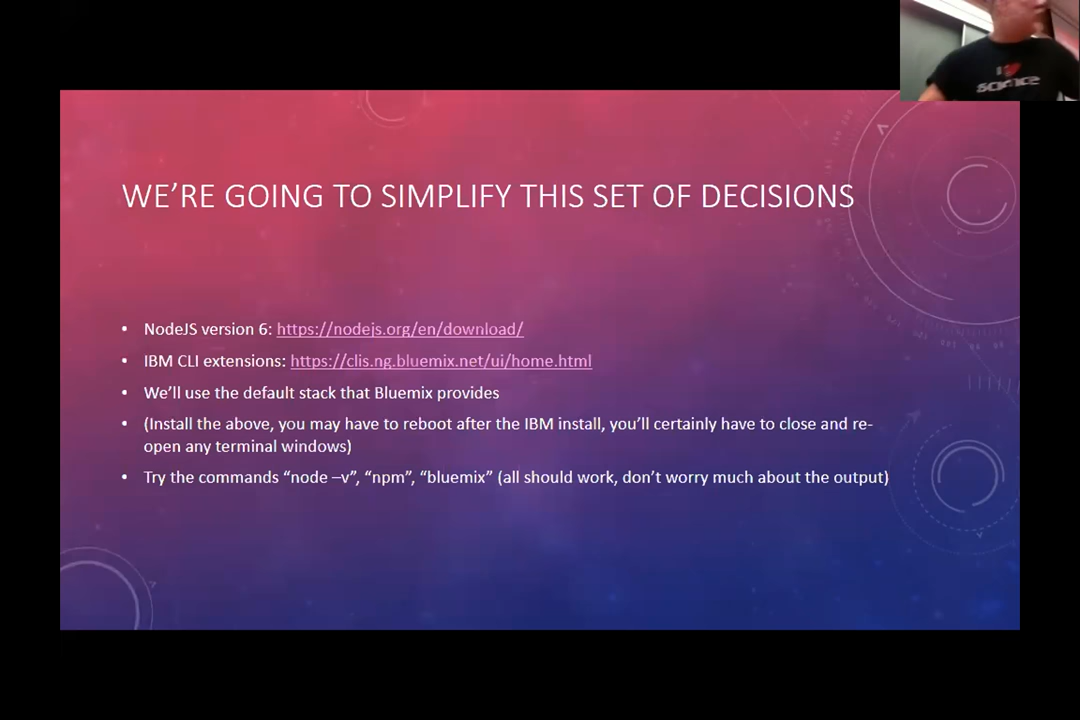 I
science
WE'RE GOING TO SIMPLIFY THIS SET OF DECISIONS
• NodeJS version 6: https://nodejs.org/en/download/
• IBM CLI extensions: https://clis.ng.bluemix.net/ui/home.html
• We'll use the default stack that Bluemix provides
• (Install the above, you may have to reboot after the IBM install, you'll certainly have to close and re-
open any terminal windows)
• Try the commands “node –v”, “npm”, “bluemix” (all should work, don't worry much about the output)